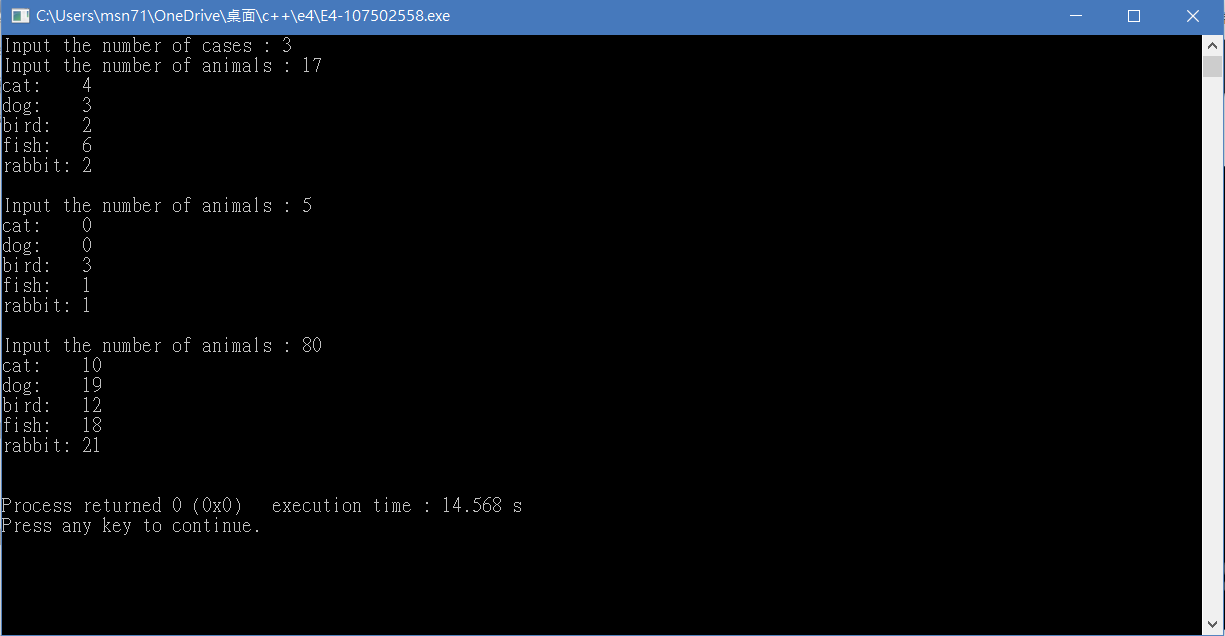 C:\Users\msn71\OneDrive\桌面\c++\e4\E4-107502558.exe
Input the number of cases : 3
Input the number of animals : 17
cat:    4
dog:    3
bird:   2
fish:   6
rabbit: 2
Input the number of animals : 5
cat:    0
dog:    0
bird:   3
fish:   1
rabbit: 1
Input the number of animals : 80
cat:    10
dog:    19
bird:   12
fish:   18
rabbit: 21
Process returned 0 (0x0)   execution time : 14.568 s
Press any key to continue.